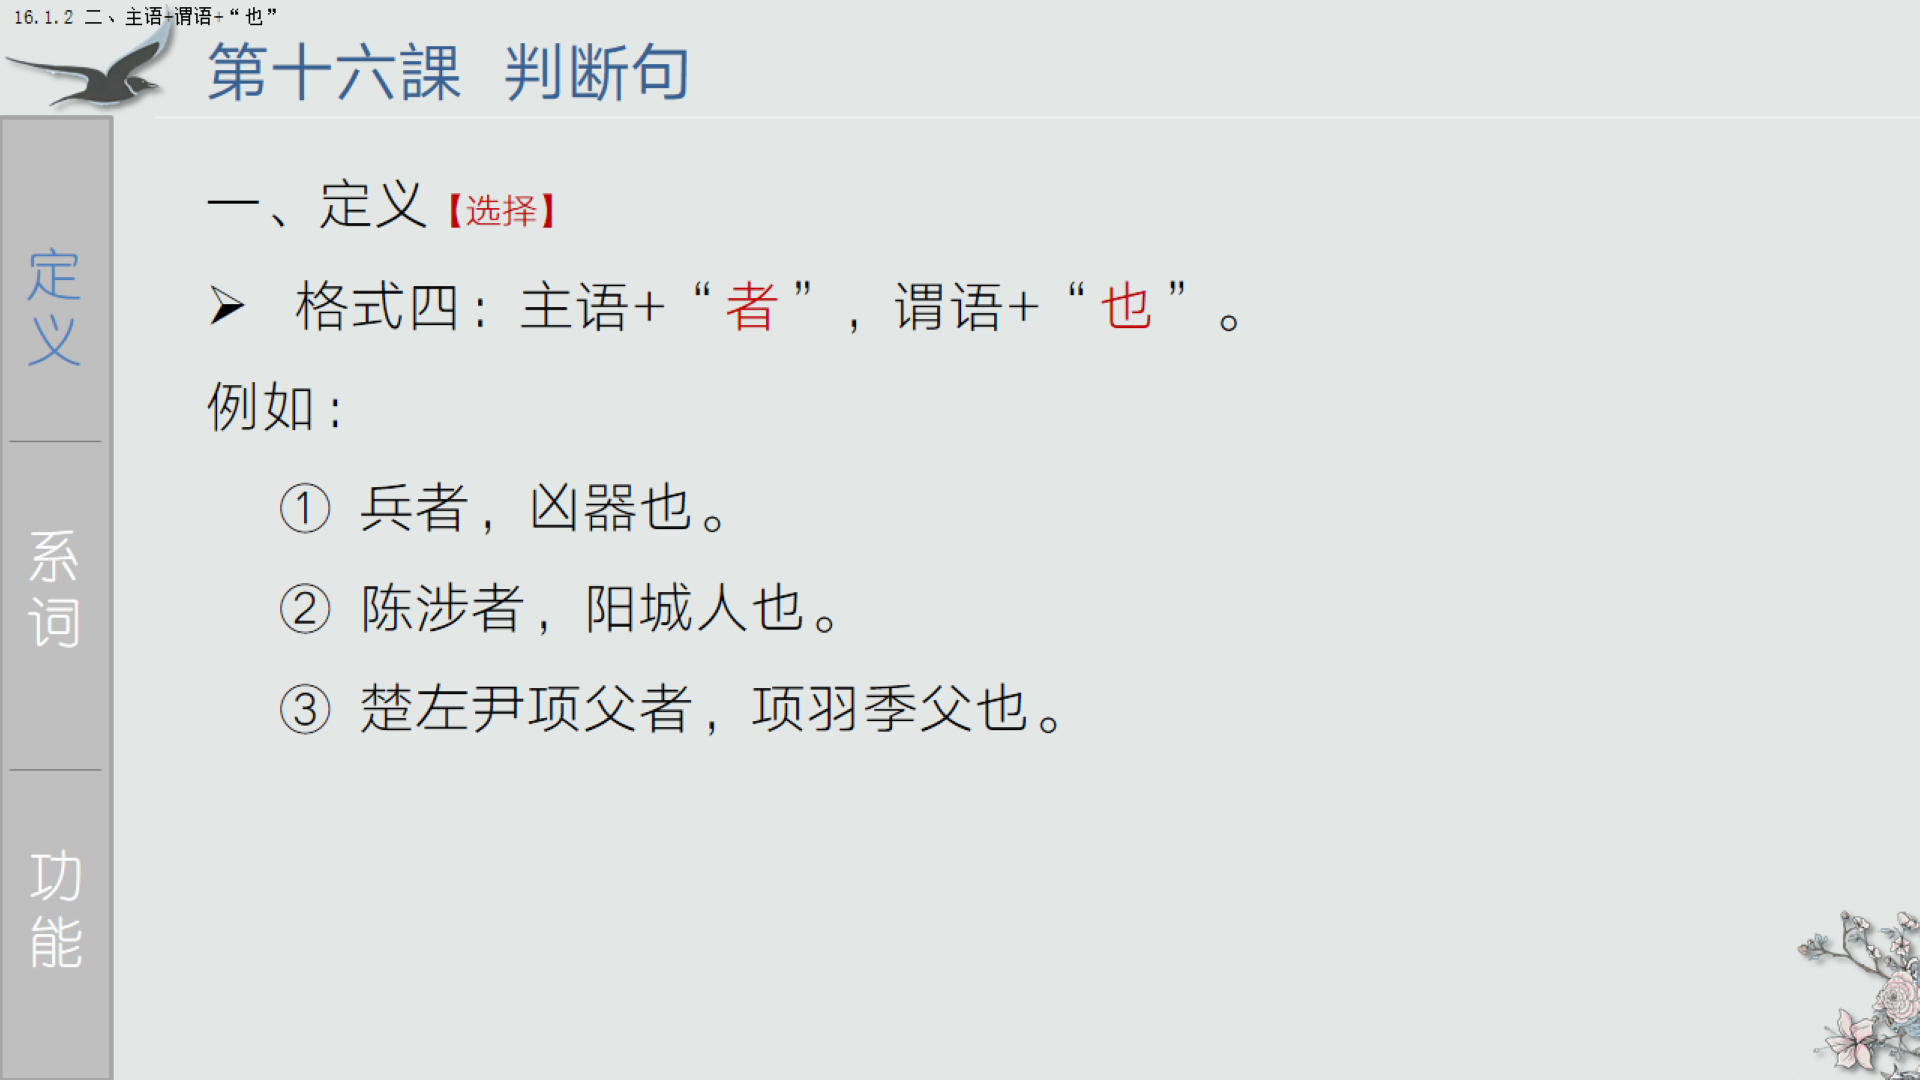 16.1.2 二、主语+谓语+“也”
第十六課 判断句
定义
系词
功能
一、定义【选择】
➢ 格式四：主语+“者”，谓语+“也”。
例如：
① 兵者，凶器也。
② 陈涉者，阳城人也。
③ 楚左尹项父者，项羽季父也。